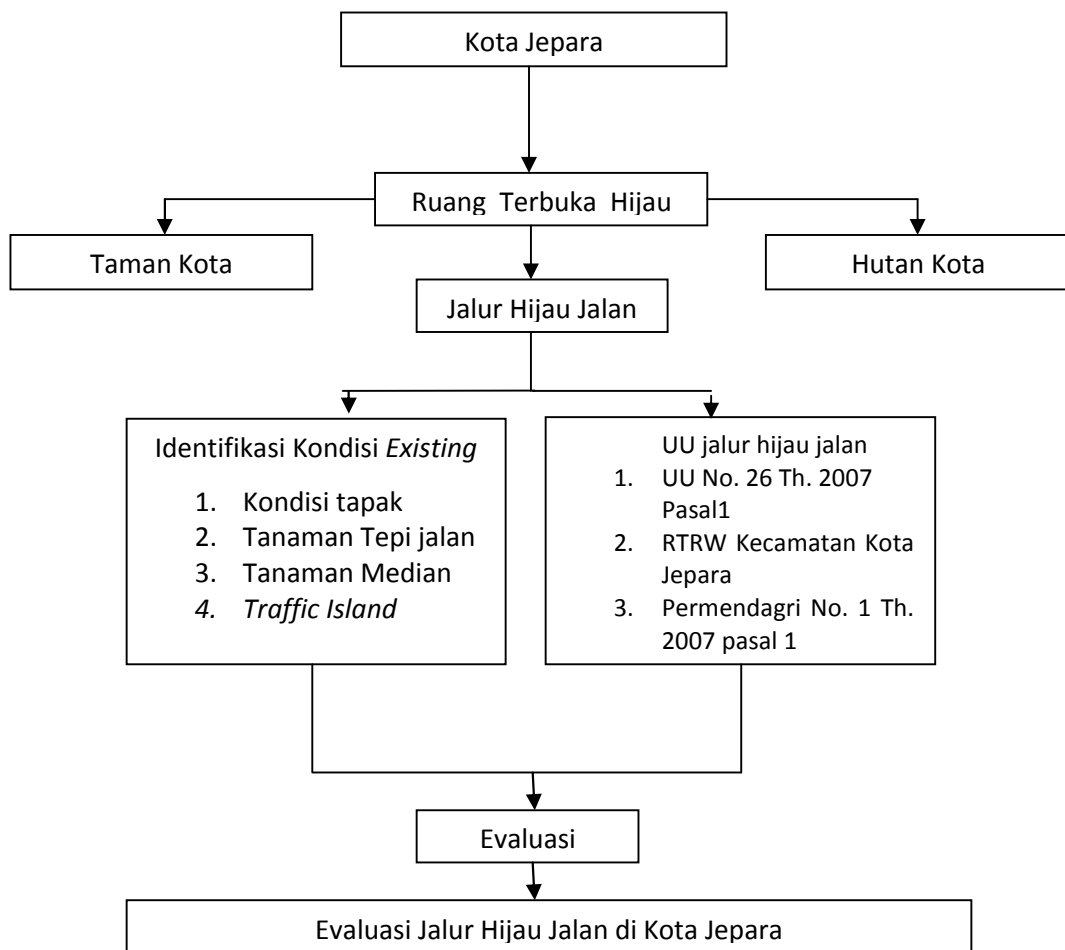 Kota Jepara
Ruang Terbuka Hijau
Taman Kota
Hutan Kota
Jalur Hijau Jalan
Identifikasi Kondisi Existing
1. Kondisi tapak
2. Tanaman Tepi jalan
3. Tanaman Median
4. Traffic Island
UU jalur hijau jalan
1. UU No. 26 Th. 2007
Pasal1
2. RTRW Kecamatan Kota
Jepara
3. Permendagri No. 1 Th.
2007 pasal 1
Evaluasi
Evaluasi Jalur Hijau Jalan di Kota Jepara